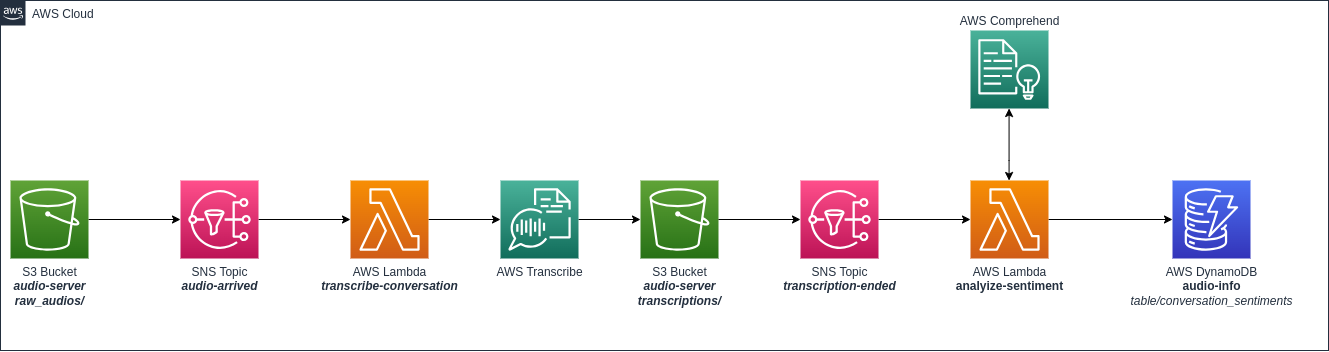 aws
AWS Cloud
AWS Comprehend
S3 Bucket
audio-server
raw_audios/
SNS Topic
audio-arrived
AWS Lambda
transcribe-conversation
AWS Transcribe
S3 Bucket
audio-server
transcriptions/
SNS Topic
transcription-ended
AWS Lambda
analyize-sentiment
AWS DynamoDB
audio-info
table/conversation_sentiments